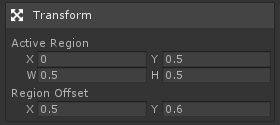 Transform
Active Region
X 0 Y 0.5
W 0.5 H 0.5
Region Offset
X 0.5 Y 0.6